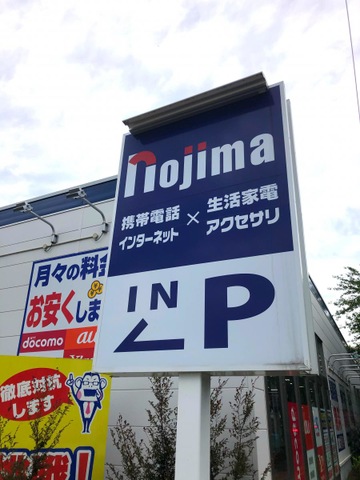 nojima
携帯電話
インターネット
×
生活家電
アクセサリ
IN
P
月々の料金
お安くしま
docomo
au
徹底対抗
します